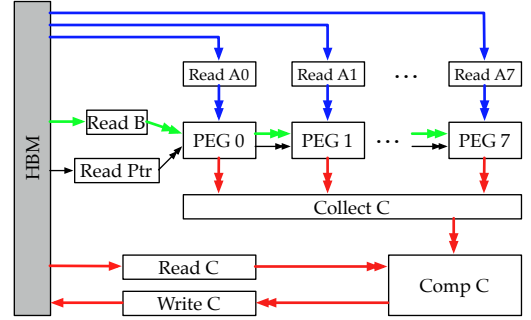 HBM
Read A0
Read A1
...
Read A7
Read B
PEG 0
PEG 1
...
PEG 7
Read Ptr
Collect C
Read C
Comp C
Write C